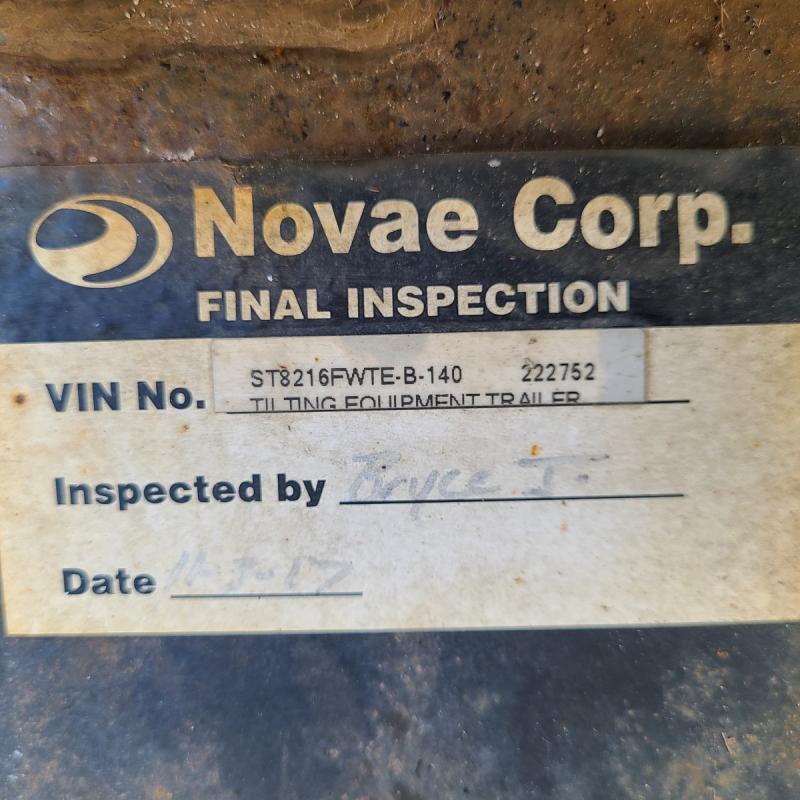 Novae Corp.
FINAL INSPECTION
VIN No. ST8216FWTE-B-140 222752
TILTING EQUIPMENT TRAILER
Inspected by Bryce J.
Date